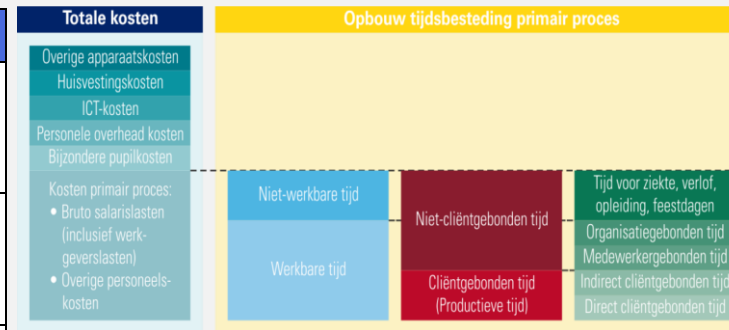 Totale kosten
Overige apparaatskosten
Huisvestingskosten
ICT-kosten
Personele overhead kosten
Bijzondere pupilkosten
Kosten primair proces:
• Bruto salarislasten
(inclusief werk-
geverslasten)
• Overige personeels-
kosten
Opbouw tijdsbesteding primair proces
Niet-werkbare tijd
Werkbare tijd
Niet-cliëntgebonden tijd
Cliëntgebonden tijd
(Productieve tijd)
Tijd voor ziekte, verlof,
opleiding, feestdagen
Organisatiegebonden tijd
Medewerkergebonden tijd
Indirect cliëntgebonden tijd
Direct cliëntgebonden tijd